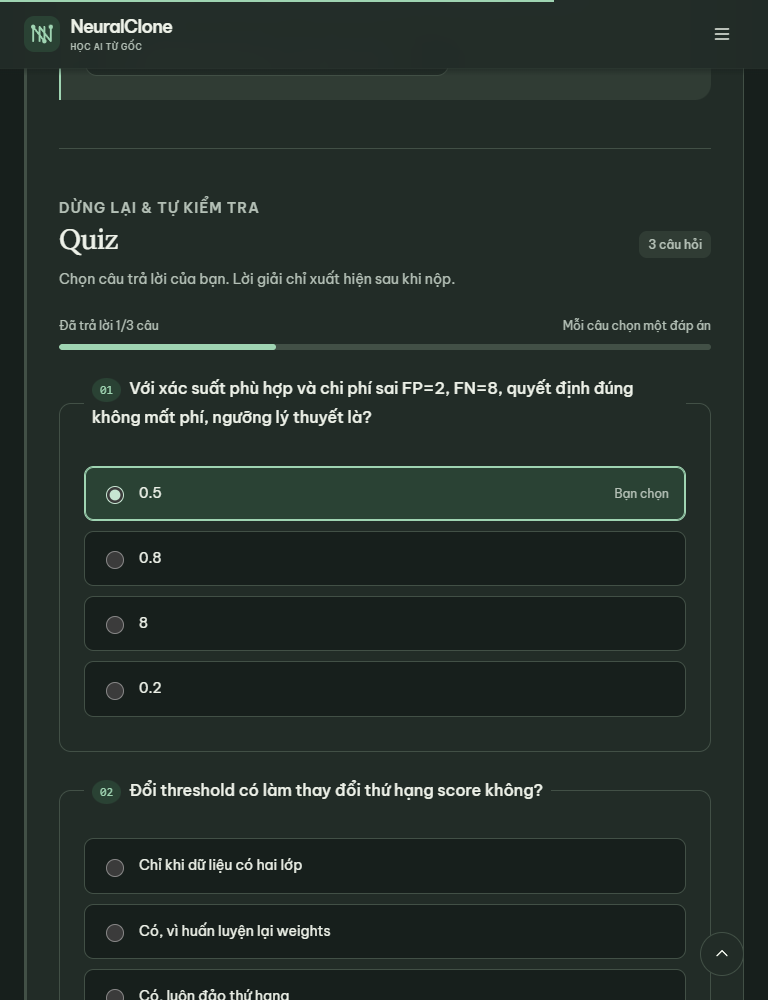 NeuralClone
HỌC AI TỪ GỐC
DỪNG LẠI & TỰ KIỂM TRA
Quiz
3 câu hỏi
Chọn câu trả lời của bạn. Lời giải chỉ xuất hiện sau khi nộp.
Đã trả lời 1/3 câu
Mỗi câu chọn một đáp án
01 Với xác suất phù hợp và chi phí sai FP=2, FN=8, quyết định đúng
không mất phí, ngưỡng lý thuyết là?
0.5
Bạn chọn
0.8
8
0.2
02 Đổi threshold có làm thay đổi thứ hạng score không?
Chỉ khi dữ liệu có hai lớp
Có, vì huấn luyện lại weights
Có, luôn đảo thứ hạng